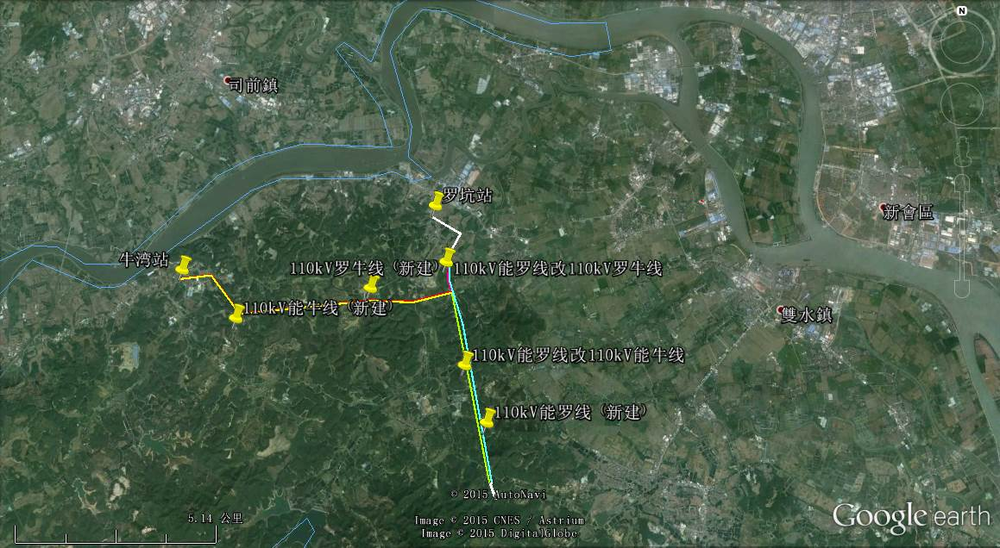 N
司前鎮
罗坑站
新會區
牛湾站
110kV罗牛线（新建）
110kV能罗线改110kV罗牛线
110kV能牛线（新建）
雙水鎮
110kV能罗线改110kV能牛线
110kV能罗线（新建）
© 2015 AutoNavi
5.14 公里
Image © 2015 CNES / Astrium
Image © 2015 DigitalGlobe
Google earth